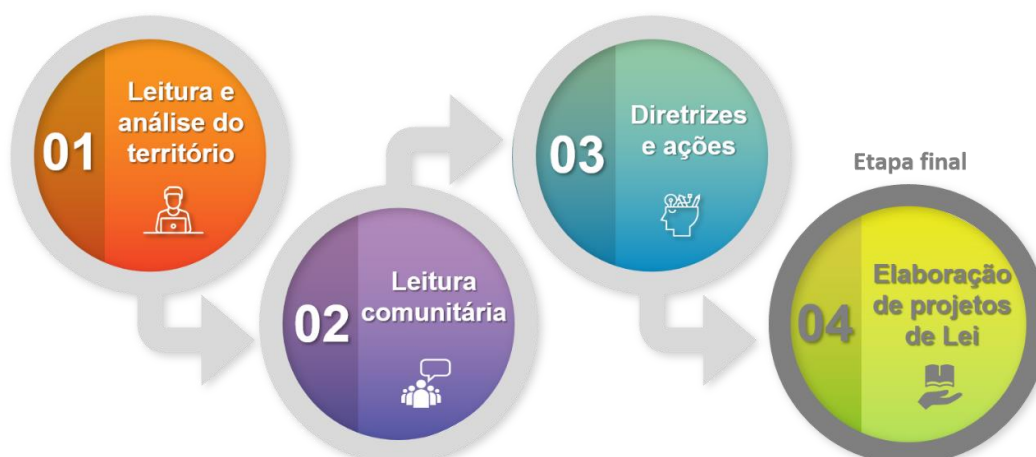 01
Leitura e
análise do
território
02
Leitura
comunitária
03
Diretrizes
e ações
Etapa final
04
Elaboração
de projetos
de Lei